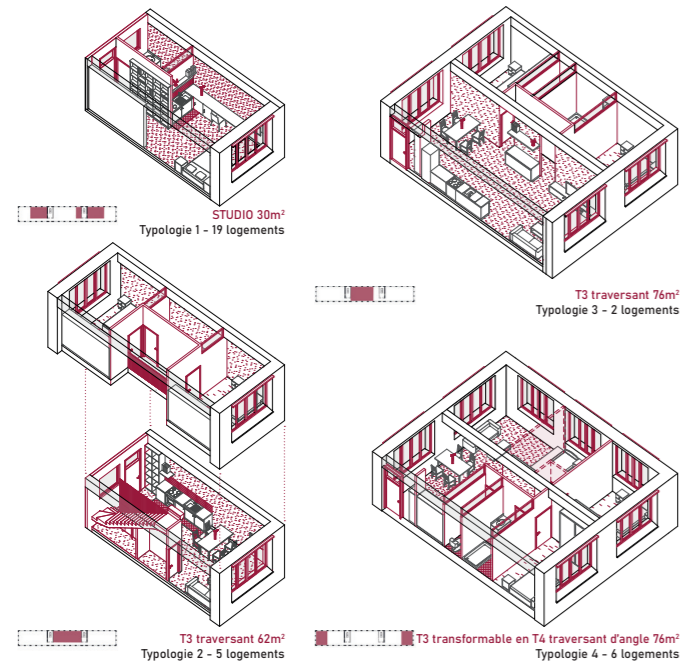 STUDIO 30m²
Typologie 1 - 19 logements
T3 traversant 76m²
Typologie 3 - 2 logements
T3 traversant 62m²
Typologie 2 - 5 logements
T3 transformable en T4 traversant d'angle 76m²
Typologie 4 - 6 logements